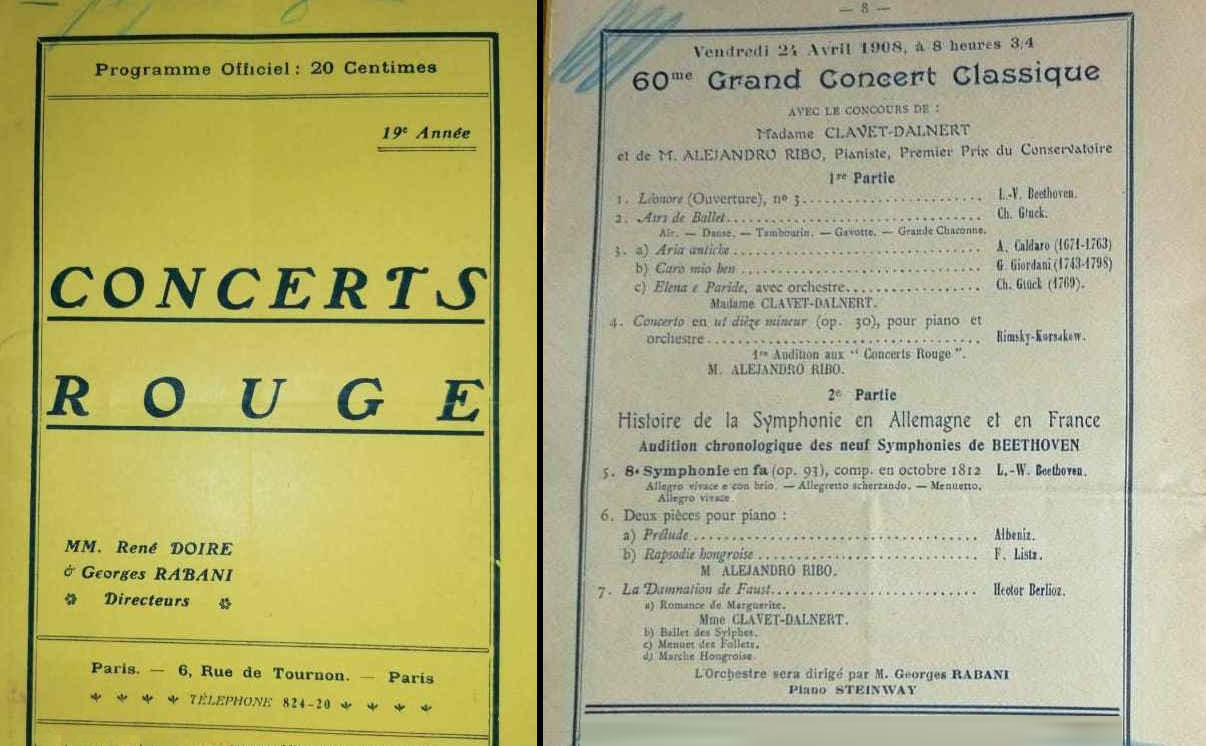 Programme Officiel : 20 Centimes
19e Année
CONCERTS
ROUGE
MM. René DOIRE
& Georges RABANI
Directeurs
Paris. — 6, Rue de Tournon. — Paris
TÉLÉPHONE 824-20
— 8 —
Vendredi 24 Avril 1908, à 8 heures 3/4
60me Grand Concert Classique
AVEC LE CONCOURS DE :
Madame CLAVET-DALNERT
et de M. ALEJANDRO RIBO, Pianiste, Premier Prix du Conservatoire
1re Partie
1. Léonore (Ouverture), no 3 .......... L.-V. Beethoven.
2. Airs de Ballet .......... Ch. Gluck.
Air. — Danse. — Tambourin. — Gavotte. — Grande Chaconne.
3. a) Aria antiche .......... A. Caldaro (1671-1763)
b) Caro mio ben .......... G. Giordani (1743-1798)
c) Elena e Paride, avec orchestre .......... Ch. Glück (1769).
Madame CLAVET-DALNERT.
4. Concerto en ut dièze mineur (op. 30), pour piano et
orchestre .......... Rimsky-Korsakow.
1re Audition aux “ Concerts Rouge ”.
M. ALEJANDRO RIBO.
2e Partie
Histoire de la Symphonie en Allemagne et en France
Audition chronologique des neuf Symphonies de BEETHOVEN
5. 8e Symphonie en fa (op. 93), comp. en octobre 1812 L.-W. Beethoven.
Allegro vivace e con brio. — Allegretto scherzando. — Menuetto.
Allegro vivace
6. Deux pièces pour piano :
a) Prélude .......... Albeniz.
b) Rapsodie hongroise .......... F. Listz.
M ALEJANDRO RIBO.
7. La Damnation de Faust .......... Hector Berlioz.
a) Romance de Marguerite.
Mme CLAVET-DALNERT.
b) Ballet des Sylphes.
c) Menuet des Follets.
d) Marche Hongroise.
L'Orchestre sera dirigé par M. Georges RABANI
Piano STEINWAY